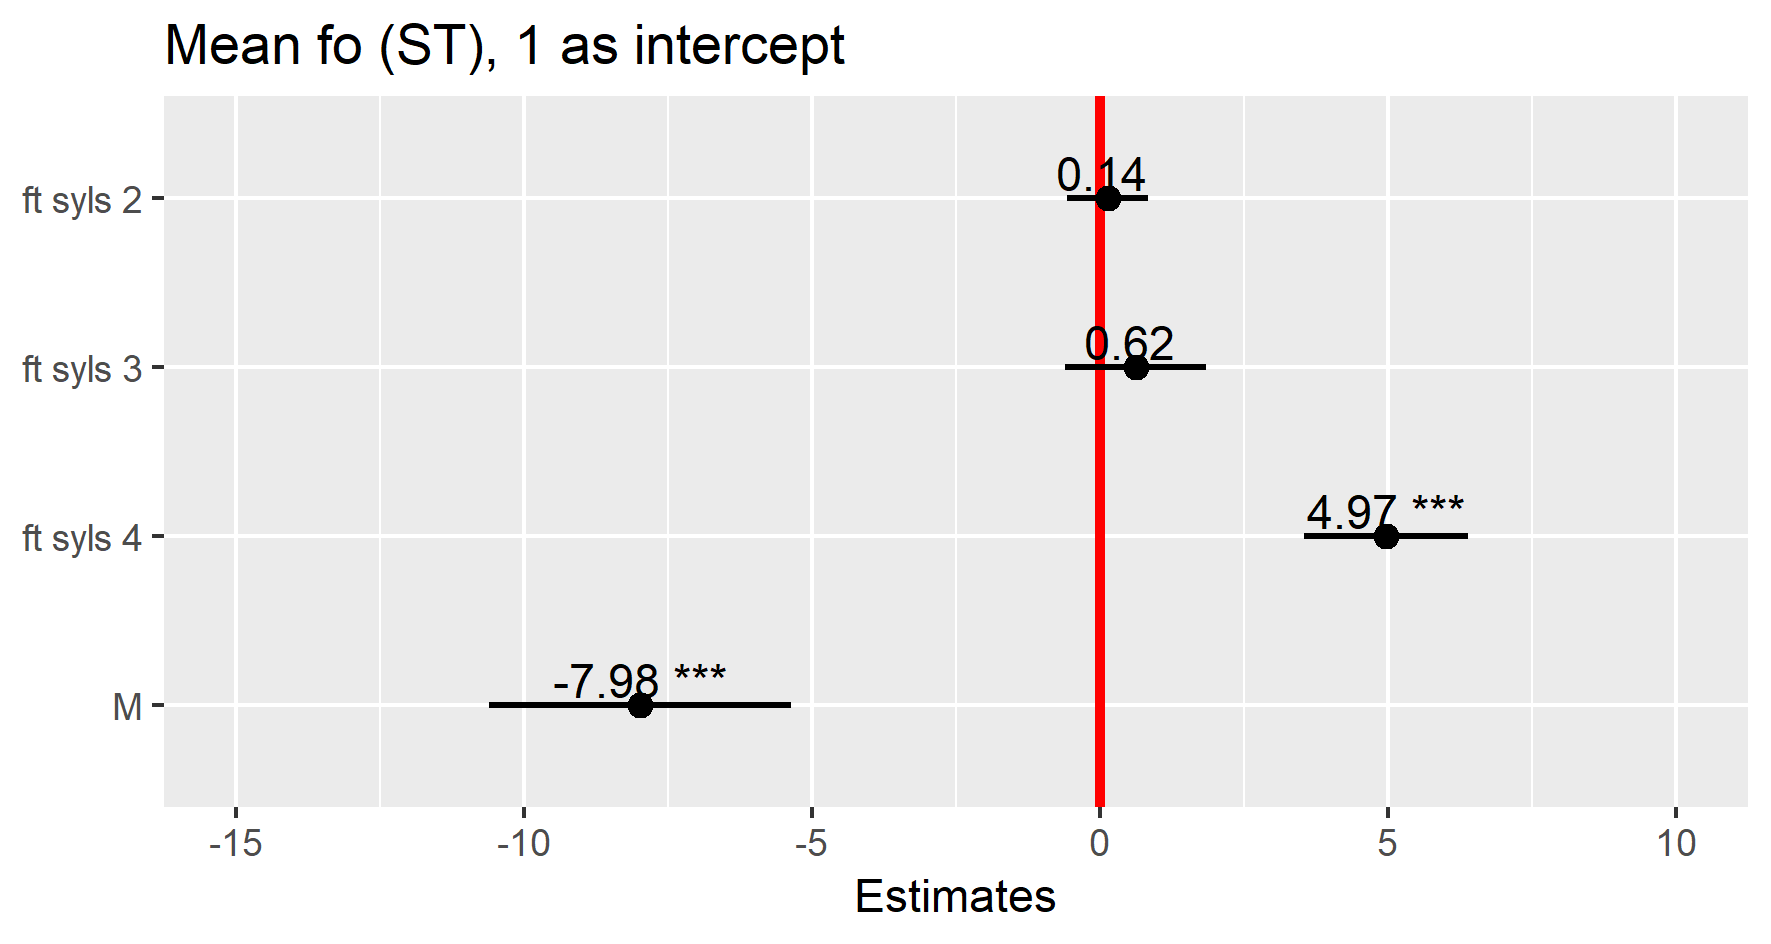 Mean fo (ST), 1 as intercept
ft syls 2
0.14
ft syls 3
0.62
ft syls 4
4.97 ***
M
-7.98 ***
-15 -10 -5 0 5 10
Estimates